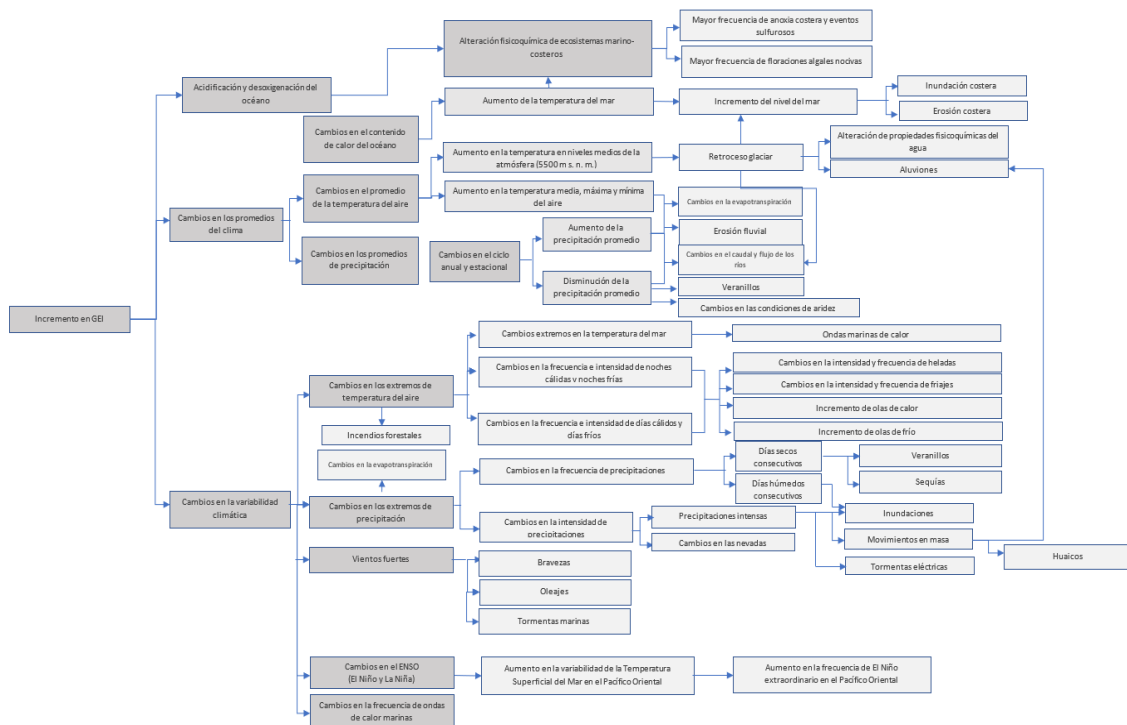 Mayor frecuencia de anoxia costera y eventos
sulfurosos
Alteración fisicoquímica de ecosistemas marino-
costeros
Mayor frecuencia de floraciones algales nocivas
Acidificación y desoxigenación del
océano
Aumento de la temperatura del mar
Incremento del nivel del mar
Inundación costera
Erosión costera
Cambios en el contenido
de calor del océano
Aumento en la temperatura en niveles medios de la
atmósfera (5500 m s. n. m.)
Retroceso glaciar
Alteración de propiedades fisicoquímicas del
agua
Aluviones
Cambios en el promedio
de la temperatura del aire
Aumento en la temperatura media, máxima y mínima
del aire
Cambios en la evapotranspiración
Cambios en los promedios
del clima
Aumento de la
precipitación promedio
Erosión fluvial
Cambios en los promedios
de precipitación
Cambios en el ciclo
anual y estacional
Cambios en el caudal y flujo de los
ríos
Disminución de la
precipitación promedio
Veranillos
Cambios en las condiciones de aridez
Incremento en GEI
Cambios extremos en la temperatura del mar
Ondas marinas de calor
Cambios en la frecuencia e intensidad de noches
cálidas v noches frías
Cambios en la intensidad y frecuencia de heladas
Cambios en la intensidad y frecuencia de friajes
Cambios en los extremos de
temperatura del aire
Incremento de olas de calor
Cambios en la frecuencia e intensidad de días cálidos y
días fríos
Incremento de olas de frío
Incendios forestales
Cambios en la evapotranspiración
Cambios en la frecuencia de precipitaciones
Días secos
consecutivos
Veranillos
Sequías
Días húmedos
consecutivos
Cambios en la variabilidad
climática
Cambios en los extremos de
precipitación
Cambios en la intensidad de
orecioitaciones
Precipitaciones intensas
Inundaciones
Cambios en las nevadas
Movimientos en masa
Huaicos
Vientos fuertes
Bravezas
Tormentas eléctricas
Oleajes
Tormentas marinas
Cambios en el ENSO
(El Niño y La Niña)
Aumento en la variabilidad de la Temperatura
Superficial del Mar en el Pacífico Oriental
Aumento en la frecuencia de El Niño
extraordinario en el Pacífico Oriental
Cambios en la frecuencia de ondas
de calor marinas